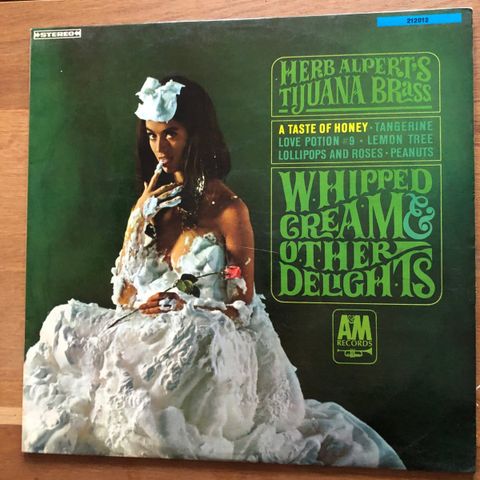 STEREO
212012
HERB ALPERT'S
TIJUANA BRASS
A TASTE OF HONEY • TANGERINE
LOVE POTION #9 • LEMON TREE
LOLLIPOPS AND ROSES • PEANUTS
WHIPPED
CREAM &
OTHER
DELIGHTS
A&M
RECORDS